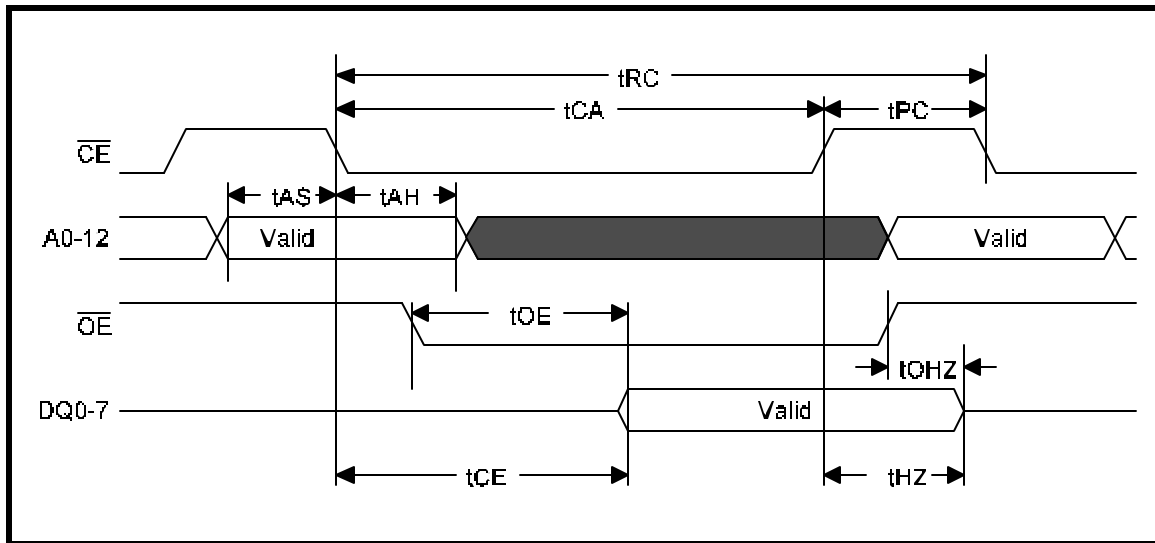 tRC
tCA
tPC
CE
tAS
tAH
A0-12
Valid
Valid
OE
tOE
tOHZ
DQ0-7
Valid
tCE
tHZ